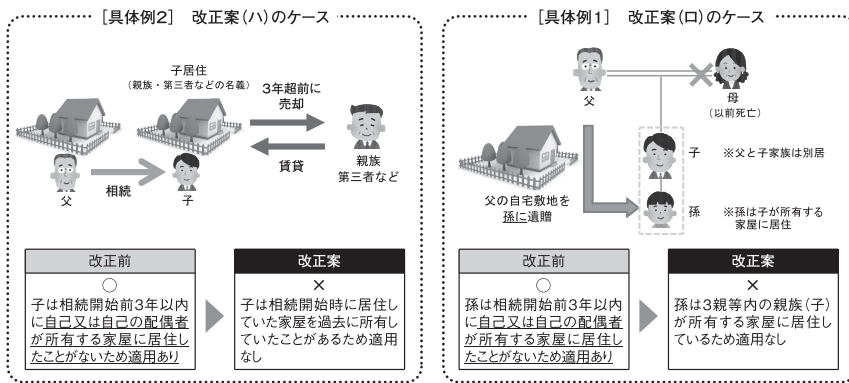 [具体例2] 改正案(ハ)のケース
子居住
(親族・第三者などの名義)
3年超前に
売却
賃貸
親族
第三者など
父
相続
子
改正前
○
子は相続開始前3年以内
に自己又は自己の配偶者
が所有する家屋に居住し
たことがないため適用あり
改正案
×
子は相続開始時に居住し
ていた家屋を過去に所有し
ていたことがあるため適用
なし
[具体例1] 改正案(ロ)のケース
父
母
(以前死亡)
子
※父と子家族は別居
父の自宅敷地を
孫に遺贈
孫
※孫は子が所有する
家屋に居住
改正前
○
孫は相続開始前3年以内
に自己又は自己の配偶者
が所有する家屋に居住し
たことがないため適用あり
改正案
×
孫は3親等内の親族(子)
が所有する家屋に居住し
ているため適用なし